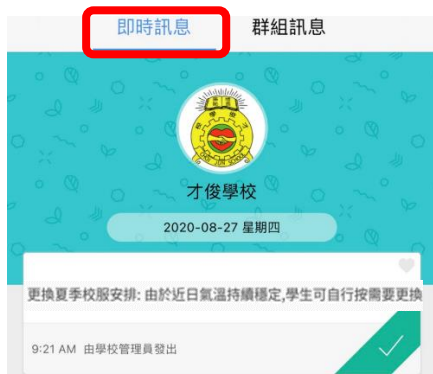 即時訊息 群組訊息
才俊學校
2020-08-27 星期四
更換夏季校服安排: 由於近日氣溫持續穩定,學生可自行按需要更換
9:21 AM 由學校管理員發出